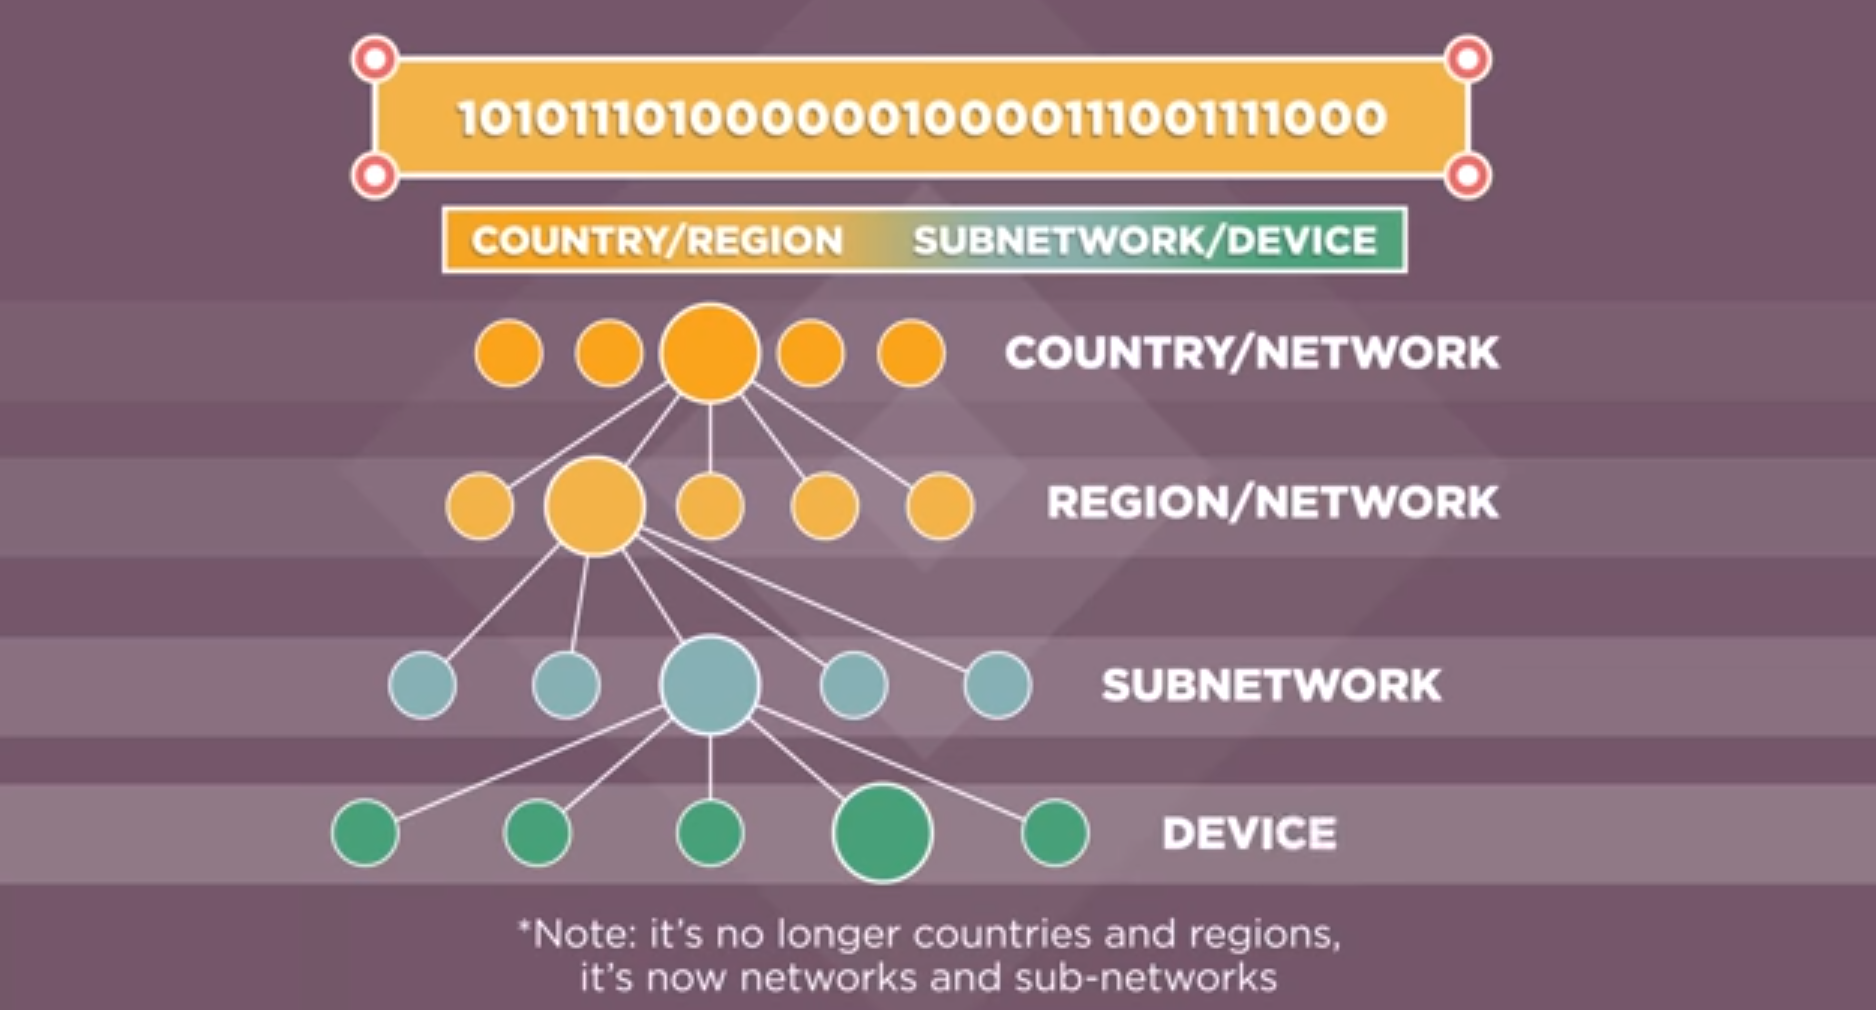 10101110100000010000111001111000
COUNTRY/REGION SUBNETWORK/DEVICE
COUNTRY/NETWORK
REGION/NETWORK
SUBNETWORK
DEVICE
*Note: it's no longer countries and regions,
it's now networks and sub-networks